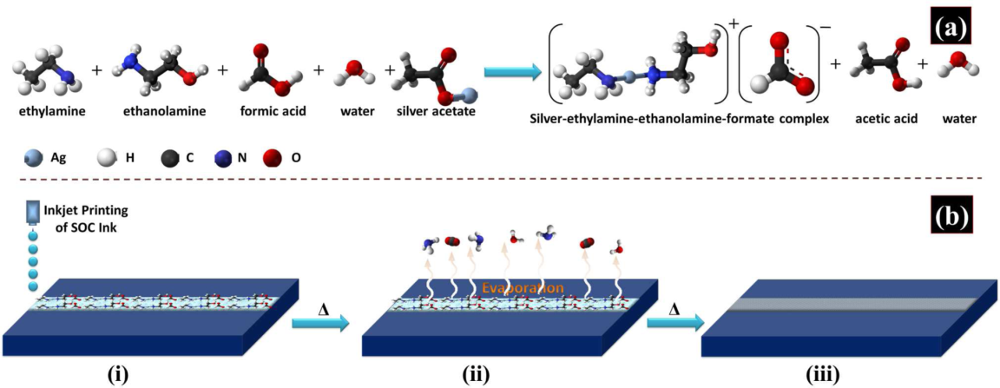 (a)
+ + + + + + +
+ −
ethylamine ethanolamine formic acid water silver acetate Silver-ethylamine-ethanolamine-formate complex acetic acid water
Ag H C N O
(b)
Inkjet Printing
of SOC Ink
Evaporation
Δ Δ
(i) (ii) (iii)